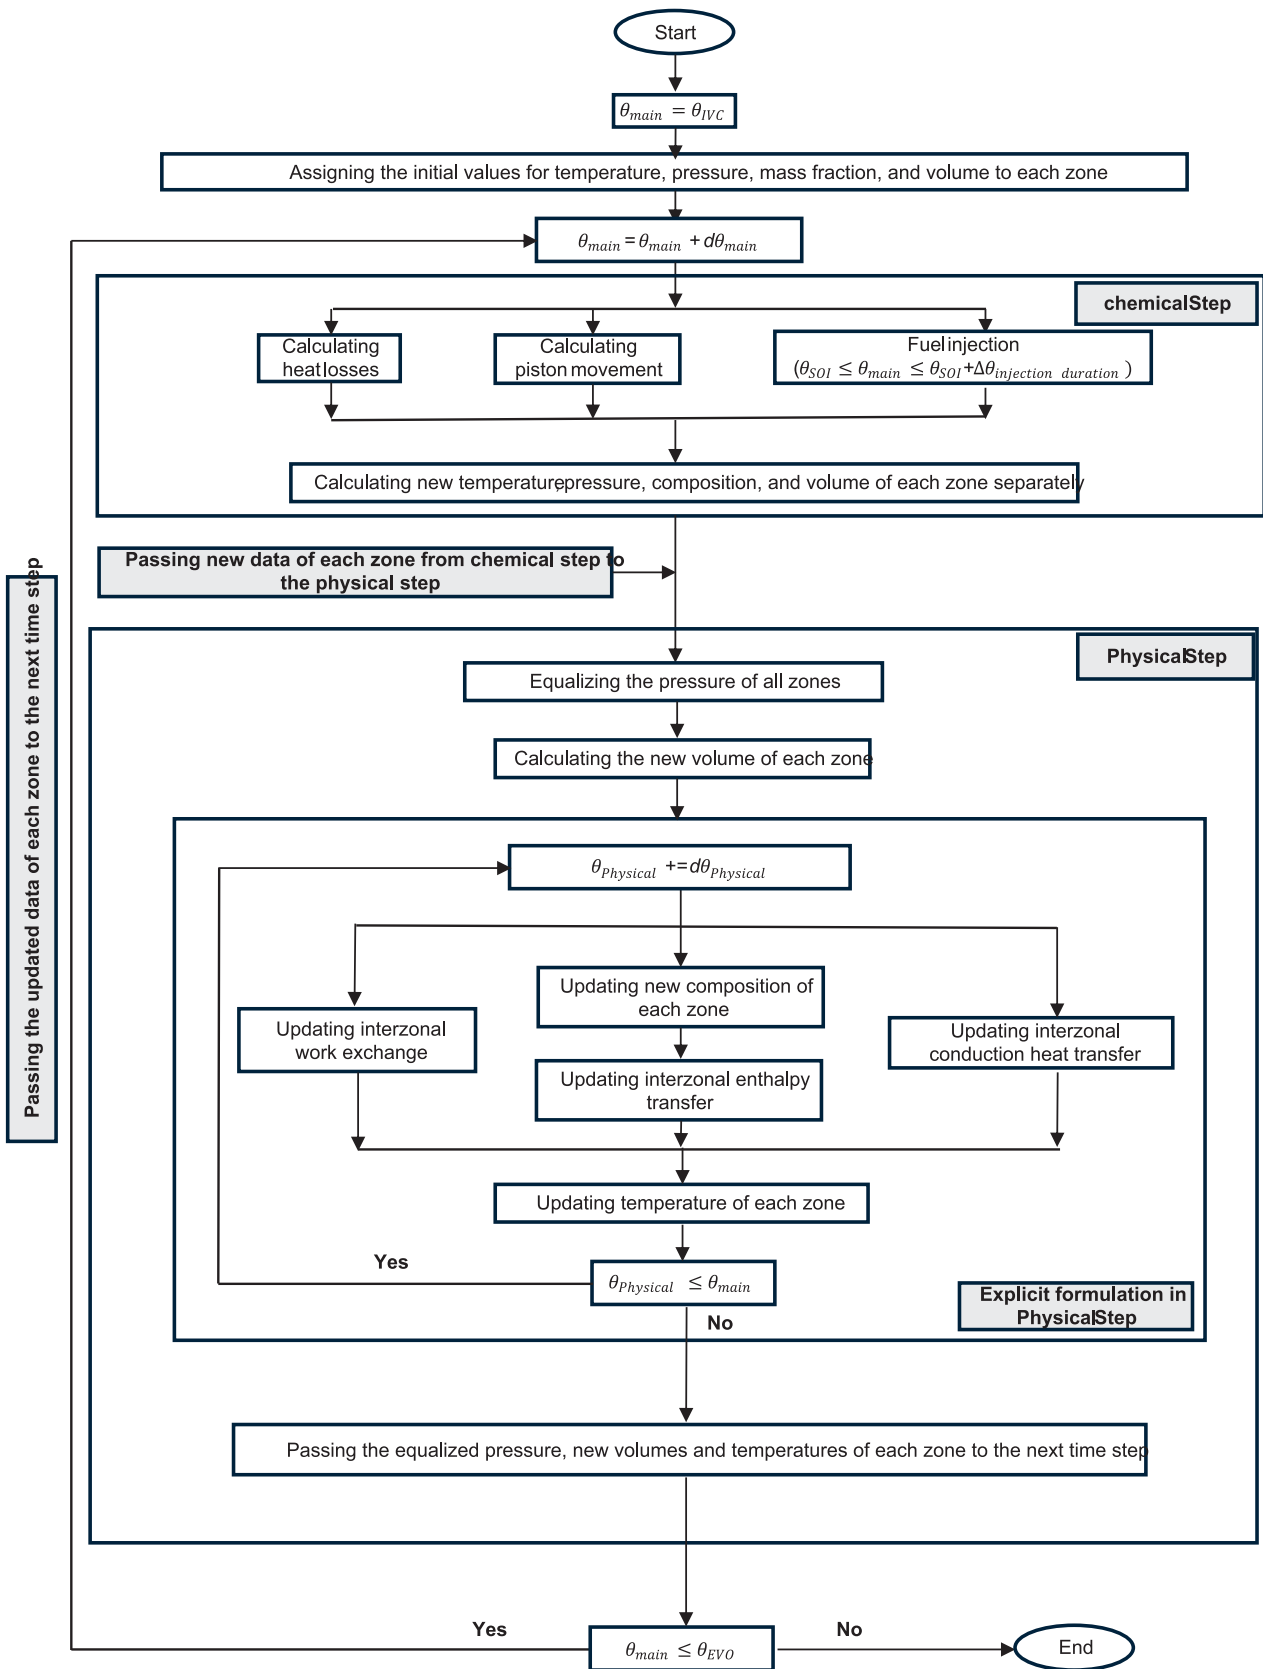 Start
θmain = θIVC
Assigning the initial values for temperature, pressure, mass fraction, and volume to each zone
θmain = θmain + dθmain
chemicalStep
Calculating
heat losses
Calculating
piston movement
Fuel injection
(θSOI ≤ θmain ≤ θSOI+Δθinjection duration )
Calculating new temperature,pressure, composition, and volume of each zone separately
Passing new data of each zone from chemical step to
the physical step
Passing the updated data of each zone to the next time step
PhysicalStep
Equalizing the pressure of all zones
Calculating the new volume of each zone
θPhysical +=dθPhysical
Updating interzonal
work exchange
Updating new composition of
each zone
Updating interzonal enthalpy
transfer
Updating interzonal
conduction heat transfer
Updating temperature of each zone
Yes
θPhysical ≤ θmain
No
Explicit formulation in
PhysicalStep
Passing the equalized pressure, new volumes and temperatures of each zone to the next time step
Yes
θmain ≤ θEVO
No
End